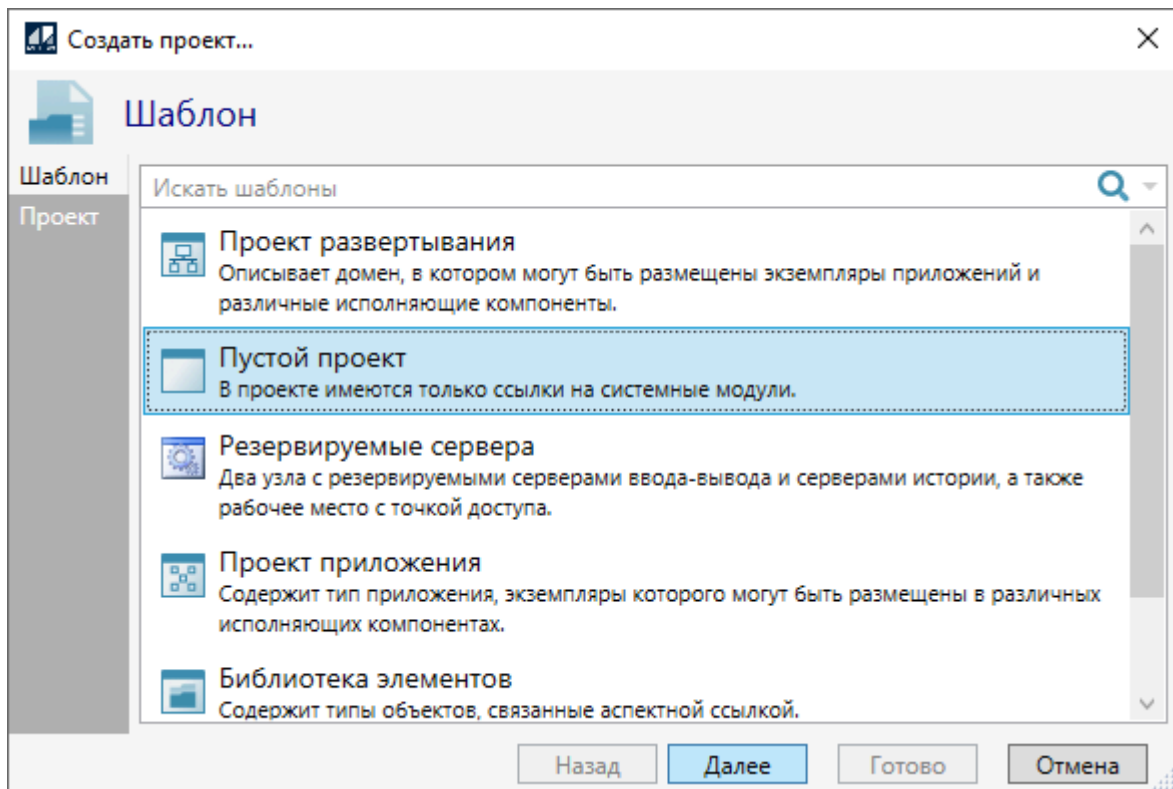 Создать проект...
Шаблон
Шаблон
Проект
Искать шаблоны
Проект развертывания
Описывает домен, в котором могут быть размещены экземпляры приложений и
различные исполняющие компоненты.
Пустой проект
В проекте имеются только ссылки на системные модули.
Резервируемые сервера
Два узла с резервируемыми серверами ввода-вывода и серверами истории, а также
рабочее место с точкой доступа.
Проект приложения
Содержит тип приложения, экземпляры которого могут быть размещены в различных
исполняющих компонентах.
Библиотека элементов
Содержит типы объектов, связанные аспектной ссылкой.
Назад
Далее
Готово
Отмена